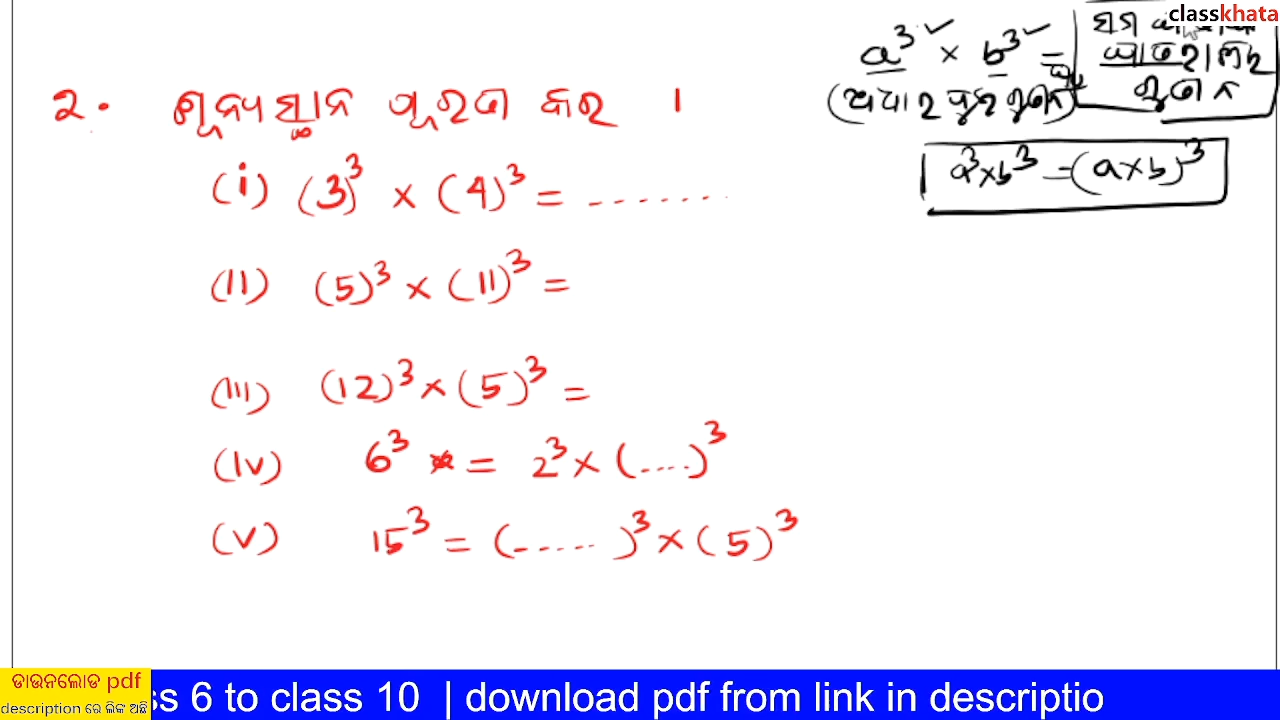 classkhata
a³ × b³ =
a³×b³ = (a×b)³
୨. ଶୂନ୍ୟସ୍ଥାନ ପୂରଣ କର ।
(i) (3)³ × (4)³ = .......
(II) (5)³ × (11)³ =
(III) (12)³ × (5)³ =
(IV) 6³ = 2³ × (....)³
(V) 15³ = (......)³ × (5)³
ଡାଉନଲୋଡ pdf
description ରେ ଲିଙ୍କ ଅଛି
ss 6 to class 10 | download pdf from link in descriptio